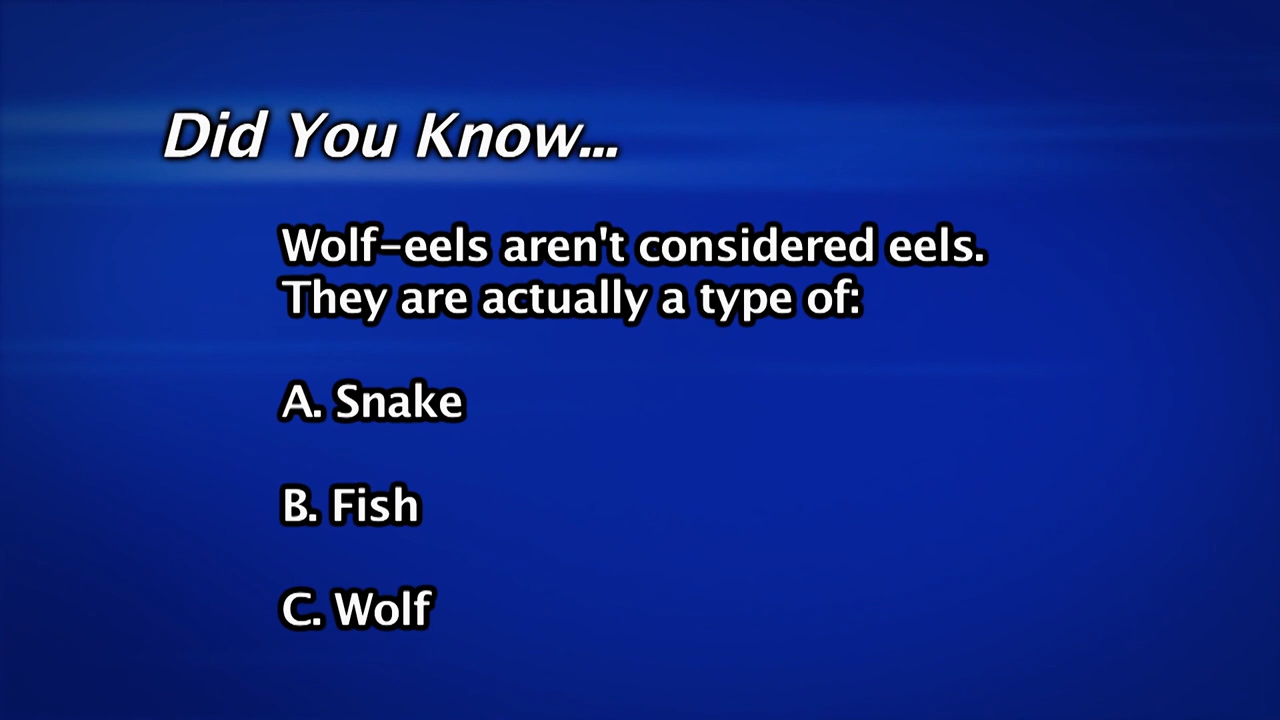 Did You Know...
Wolf-eels aren't considered eels.
They are actually a type of:
A. Snake
B. Fish
C. Wolf